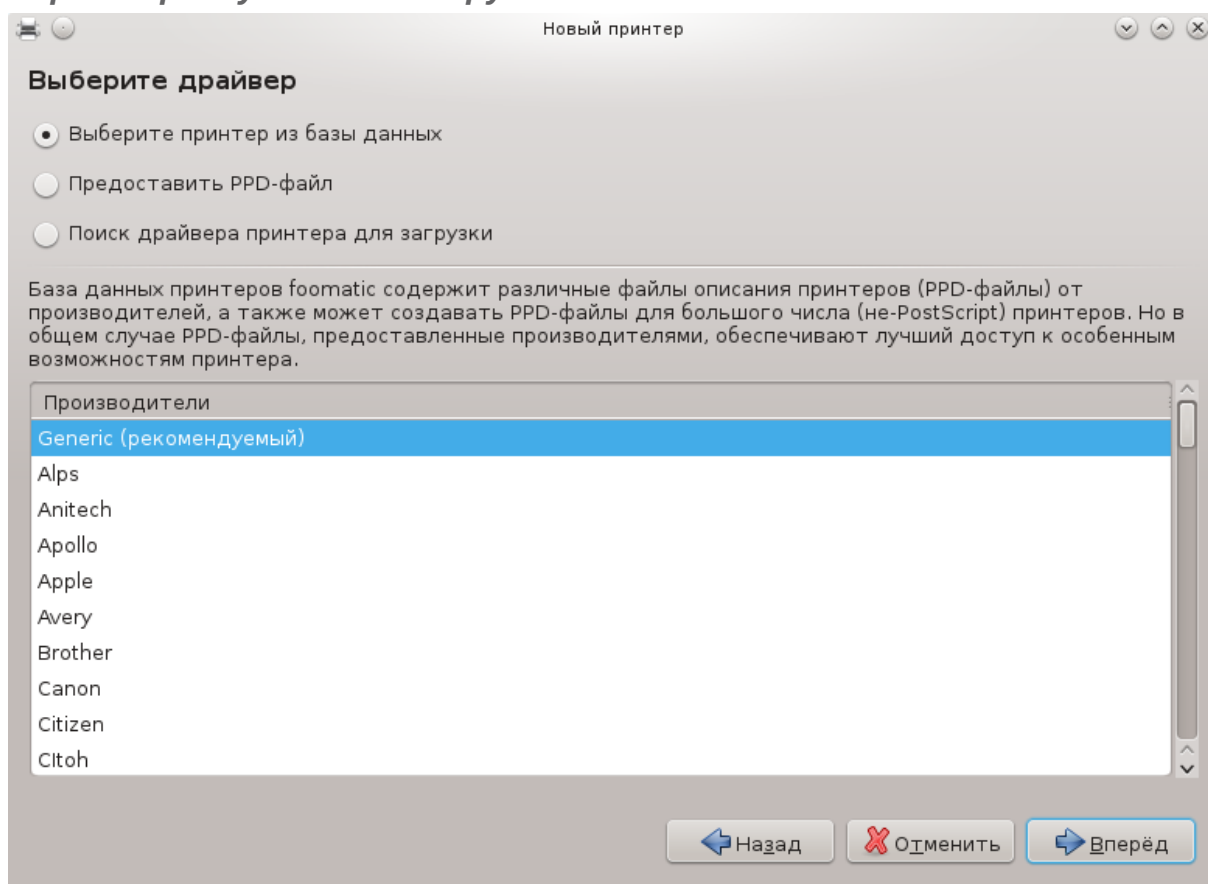 Новый принтер
Выберите драйвер
Выберите принтер из базы данных
Предоставить PPD-файл
Поиск драйвера принтера для загрузки
База данных принтеров foomatic содержит различные файлы описания принтеров (PPD-файлы) от
производителей, а также может создавать PPD-файлы для большого числа (не-PostScript) принтеров. Но в
общем случае PPD-файлы, предоставленные производителями, обеспечивают лучший доступ к особенным
возможностям принтера.
Производители
Generic (рекомендуемый)
Alps
Anitech
Apollo
Apple
Avery
Brother
Canon
Citizen
CItoh
Назад
Отменить
Вперёд